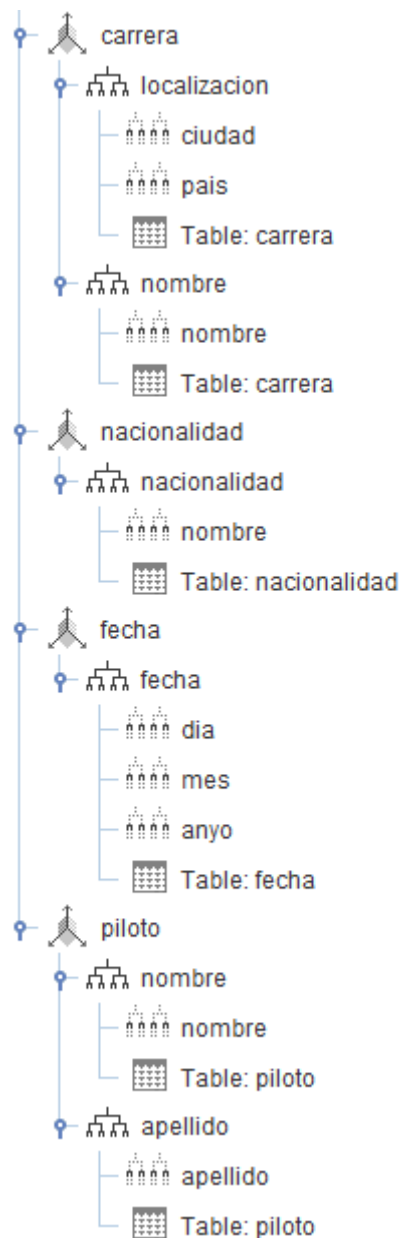 carrera
localizacion
ciudad
pais
Table: carrera
nombre
nombre
Table: carrera
nacionalidad
nacionalidad
nombre
Table: nacionalidad
fecha
fecha
dia
mes
anyo
Table: fecha
piloto
nombre
nombre
Table: piloto
apellido
apellido
Table: piloto